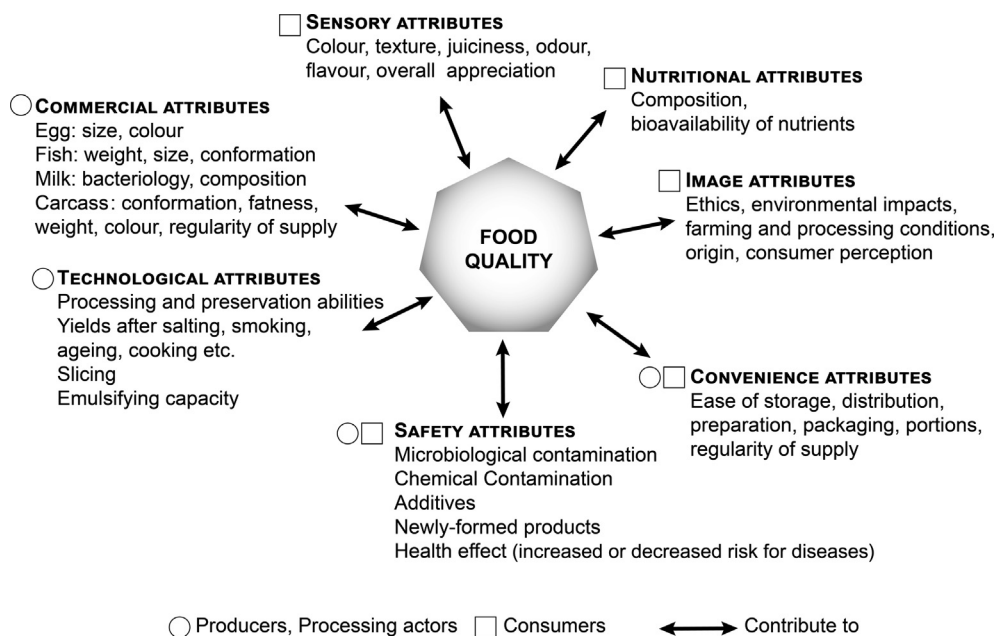 SENSORY ATTRIBUTES
Colour, texture, juiciness, odour,
flavour, overall appreciation
NUTRITIONAL ATTRIBUTES
Composition,
bioavailability of nutrients
COMMERCIAL ATTRIBUTES
Egg: size, colour
Fish: weight, size, conformation
Milk: bacteriology, composition
Carcass: conformation, fatness,
weight, colour, regularity of supply
IMAGE ATTRIBUTES
Ethics, environmental impacts,
farming and processing conditions,
origin, consumer perception
FOOD
QUALITY
TECHNOLOGICAL ATTRIBUTES
Processing and preservation abilities
Yields after salting, smoking,
ageing, cooking etc.
Slicing
Emulsifying capacity
CONVENIENCE ATTRIBUTES
Ease of storage, distribution,
preparation, packaging, portions,
regularity of supply
SAFETY ATTRIBUTES
Microbiological contamination
Chemical Contamination
Additives
Newly-formed products
Health effect (increased or decreased risk for diseases)
Producers, Processing actors
Consumers
Contribute to